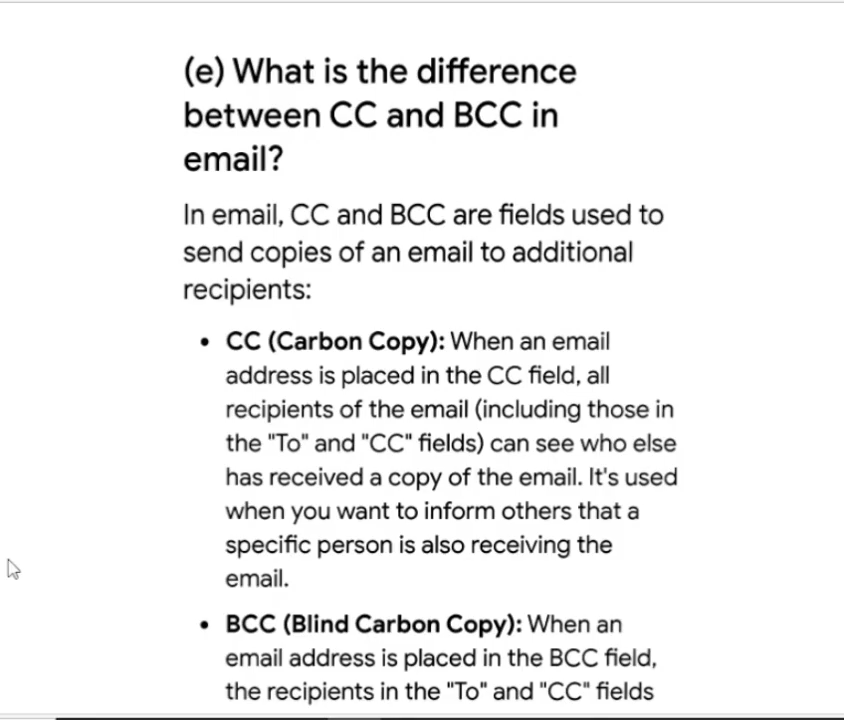 (e) What is the difference
between CC and BCC in
email?
In email, CC and BCC are fields used to
send copies of an email to additional
recipients:
• CC (Carbon Copy): When an email
address is placed in the CC field, all
recipients of the email (including those in
the "To" and "CC" fields) can see who else
has received a copy of the email. It's used
when you want to inform others that a
specific person is also receiving the
email.
• BCC (Blind Carbon Copy): When an
email address is placed in the BCC field,
the recipients in the "To" and "CC" fields